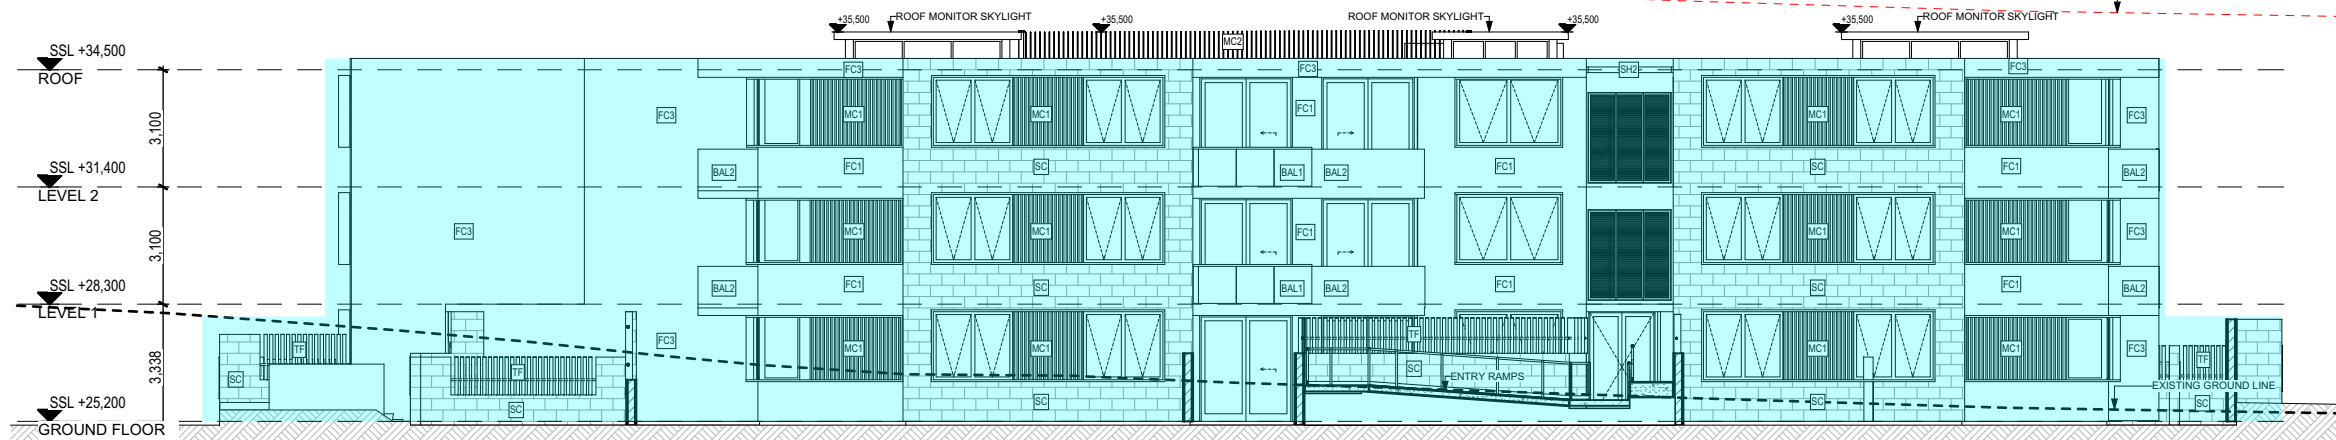 +35,500
ROOF MONITOR SKYLIGHT
+35,500
ROOF MONITOR SKYLIGHT
+35,500
+35,500
ROOF MONITOR SKYLIGHT
MC2
SSL +34,500
ROOF
FC3
FC3
SH2
FC3
3,100
FC3
MC1
MC1
FC1
MC1
MC1
FC3
SSL +31,400
LEVEL 2
BAL2
FC1
SC
BAL1
BAL2
FC1
SC
FC1
BAL2
3,100
FC3
MC1
MC1
FC1
MC1
MC1
FC3
SSL +28,300
LEVEL 1
BAL2
FC1
SC
BAL1
BAL2
FC1
SC
FC1
BAL2
3,338
TF
FC3
MC1
MC1
TF
MC1
MC1
FC3
TF
SC
TF
SC
ENTRY RAMPS
EXISTING GROUND LINE
SSL +25,200
GROUND FLOOR
SC
SC
SC
SC